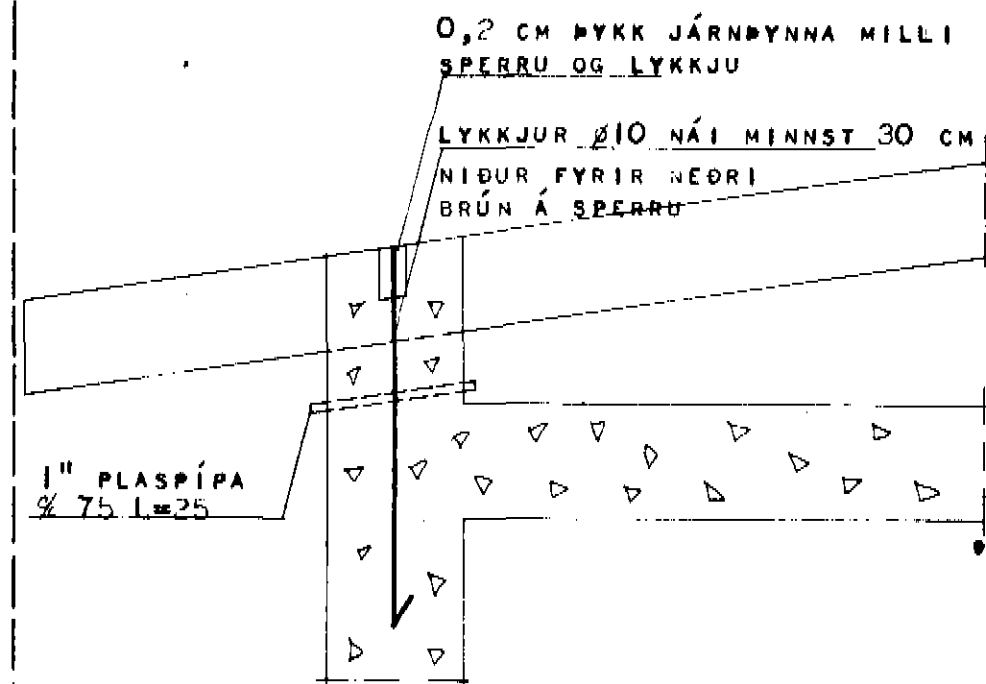 0,2 CM ÞYKK JÁRNÞYNNA MILLI
SPERRU OG LYKKJU
LYKKJUR Ø10 NÁI MINNST 30 CM
NIÐUR FYRIR NEÐRI
BRÚN Á SPERRU
1" PLASPÍPA
% 75 L=25